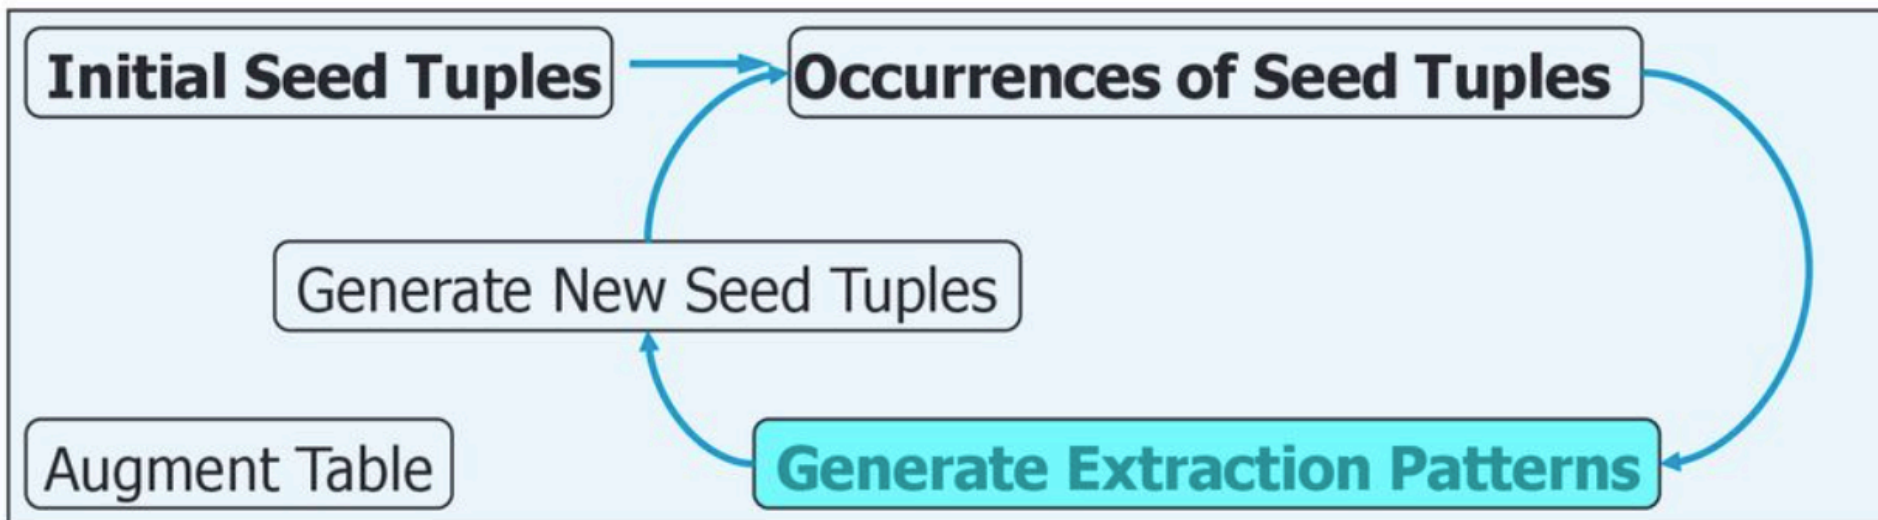 Initial Seed Tuples
Occurrences of Seed Tuples
Generate New Seed Tuples
Augment Table
Generate Extraction Patterns